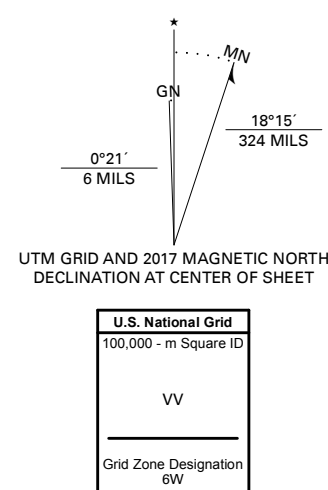 ★
MN
GN
18°15´
324 MILS
0°21´
6 MILS
UTM GRID AND 2017 MAGNETIC NORTH
DECLINATION AT CENTER OF SHEET
U.S. National Grid
100,000 - m Square ID
VV
Grid Zone Designation
6W